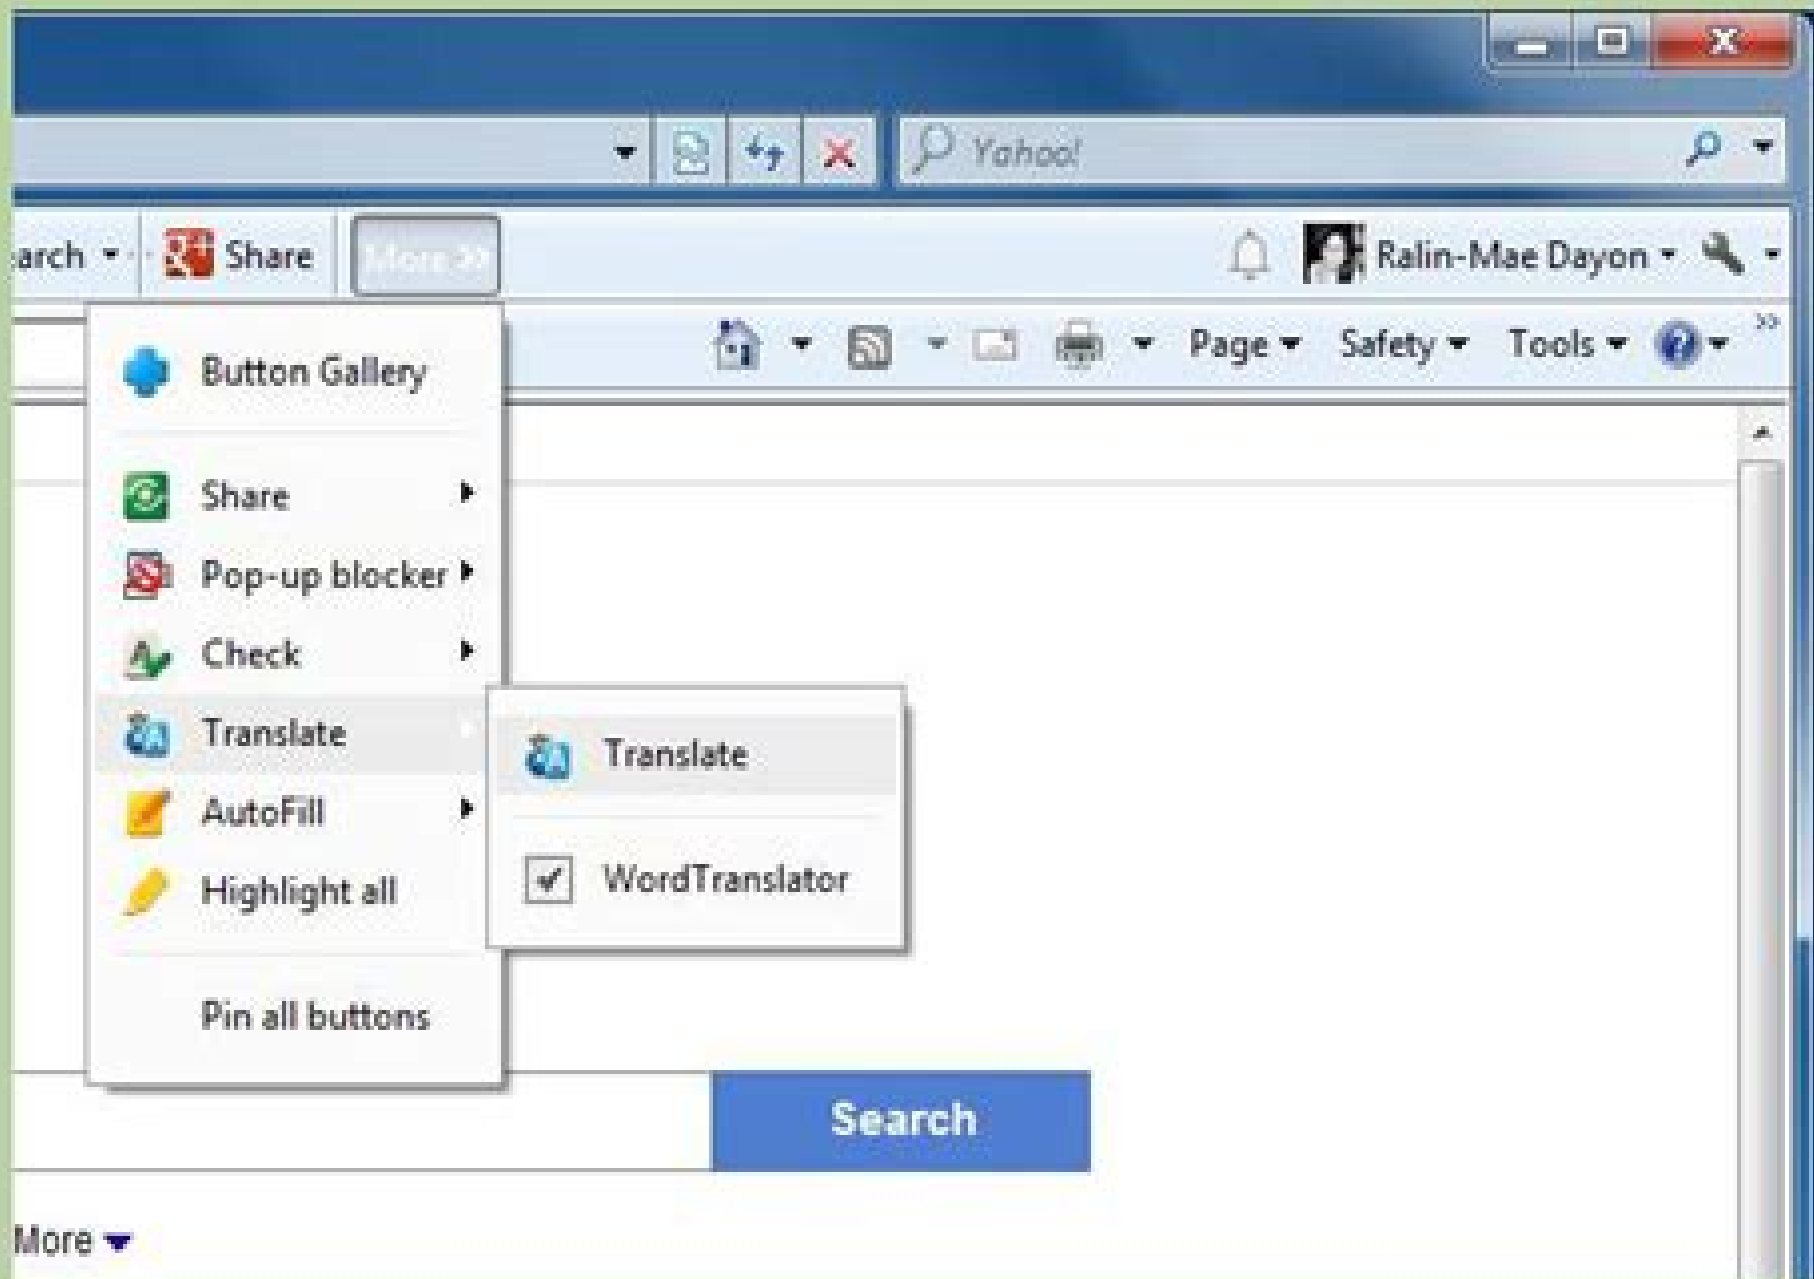 Yahoo!
arch
Share
More >>
Ralin-Mae Dayon
Page
Safety
Tools
Button Gallery
Share
Pop-up blocker
Check
Translate
AutoFill
Highlight all
Pin all buttons
Translate
WordTranslator
Search
More